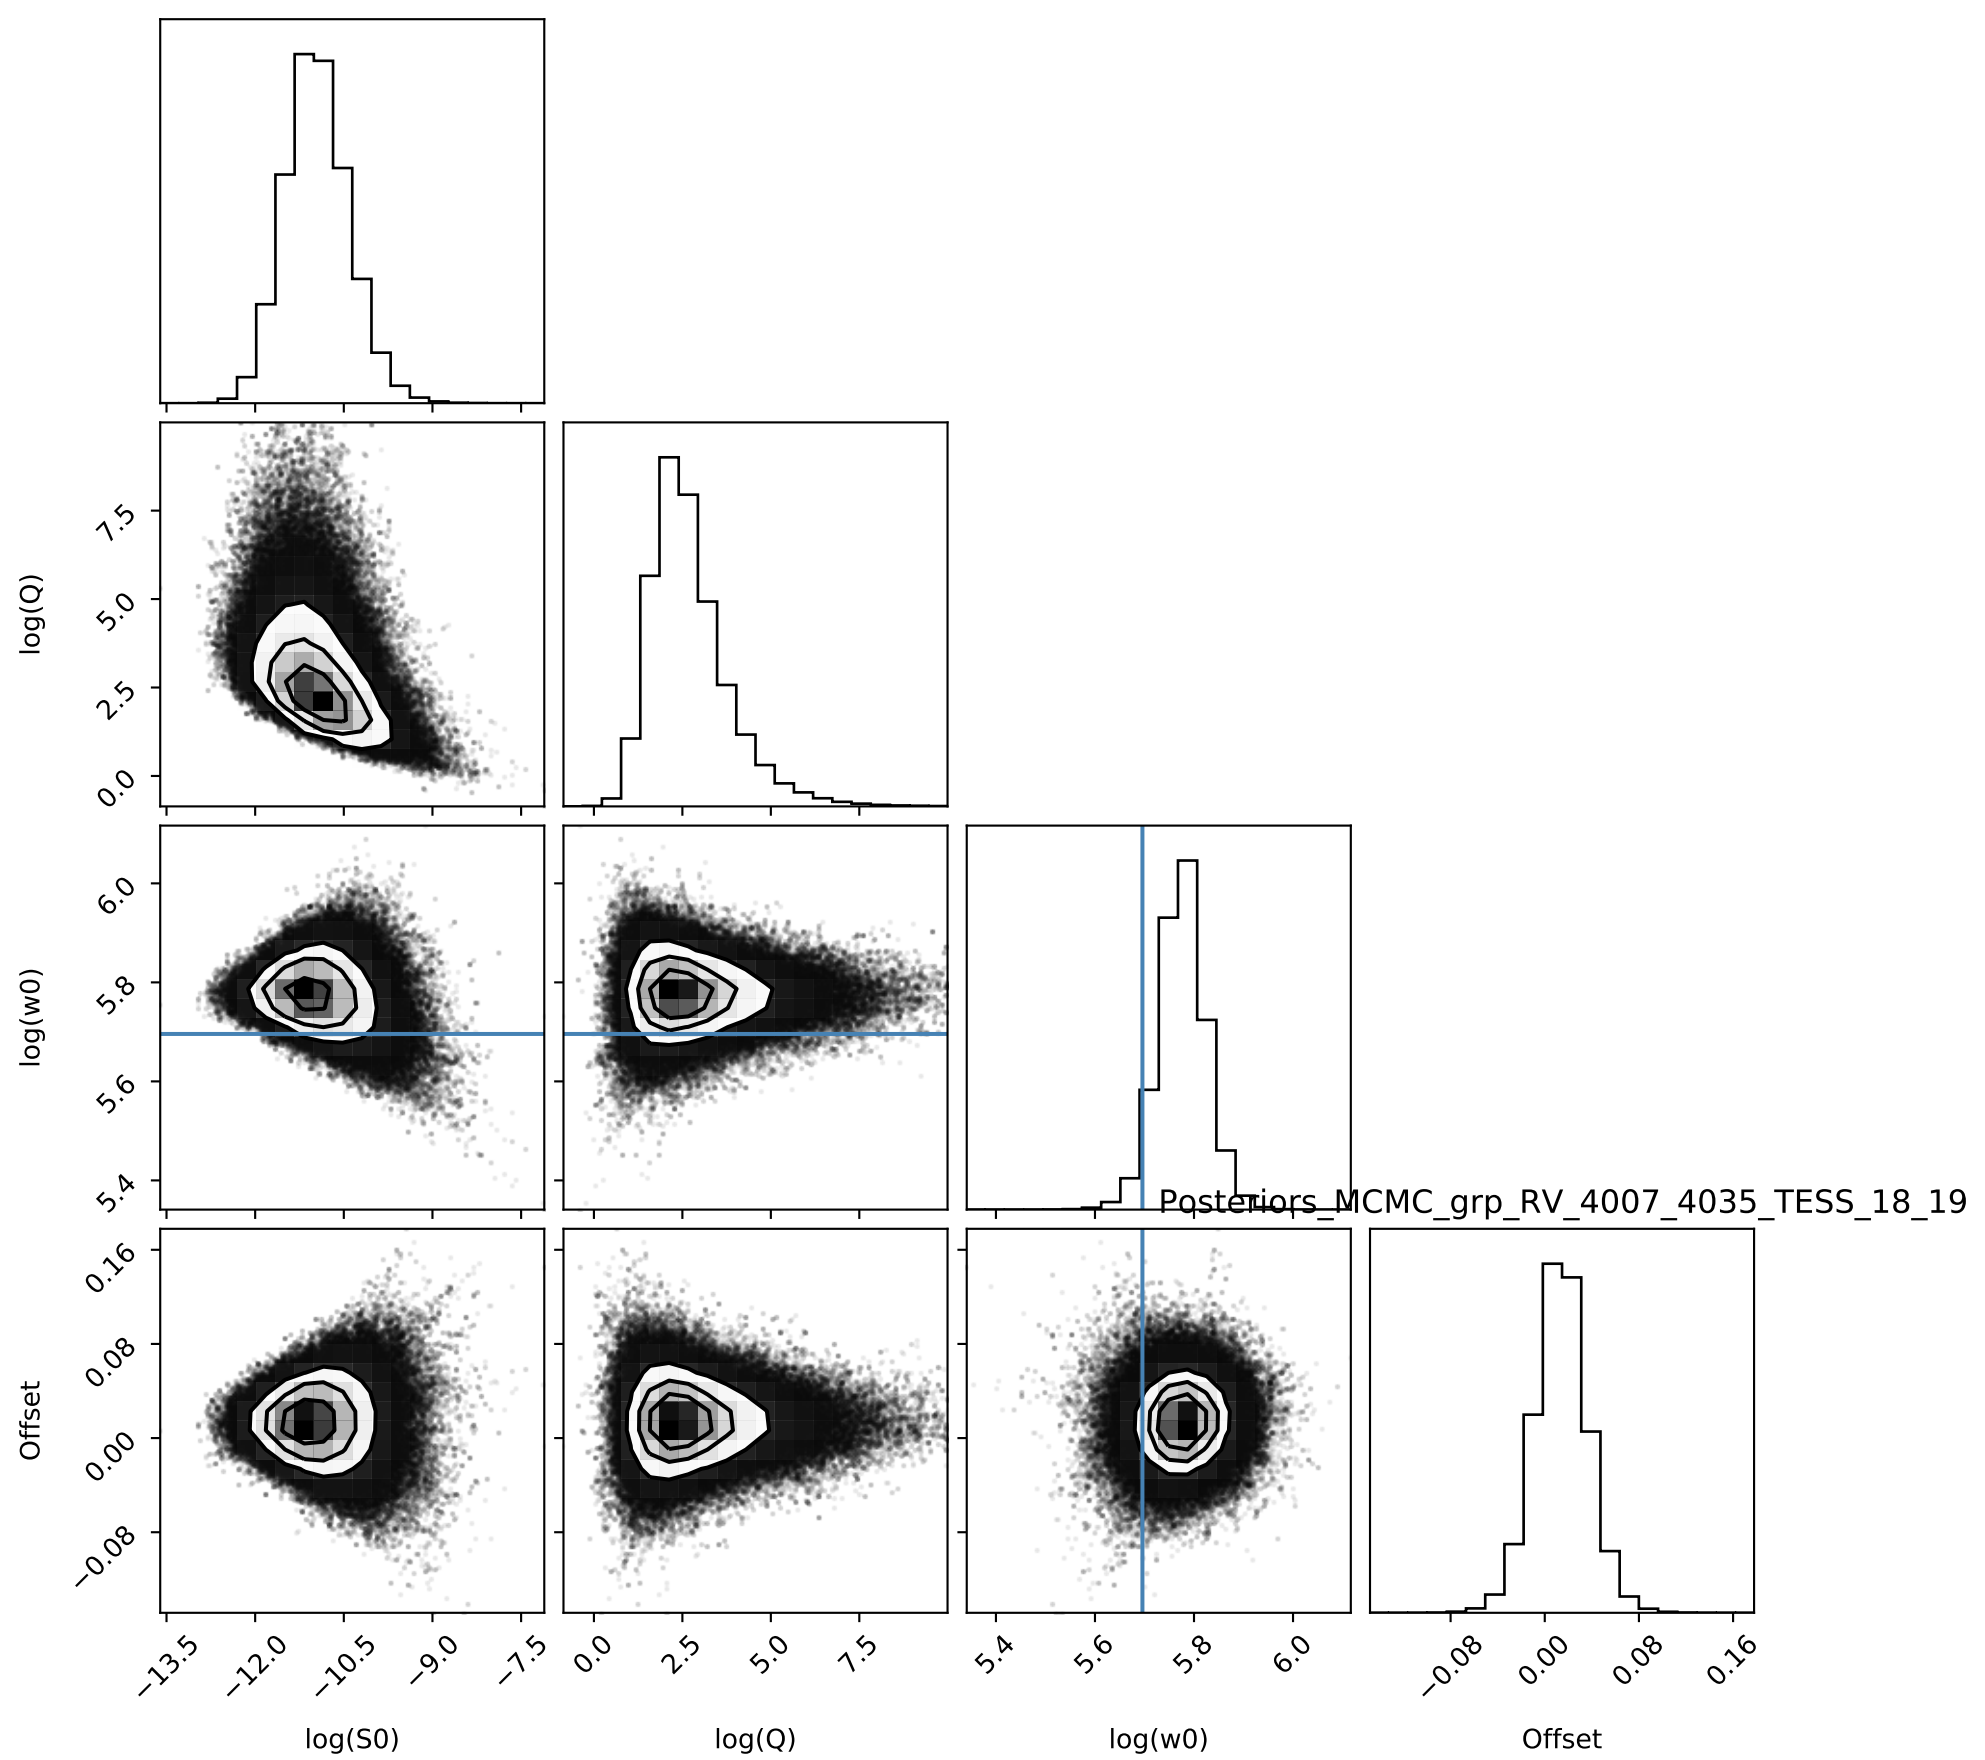 log(Q)
7.5
5.0
2.5
0.0
log(w0)
6.0
5.8
5.6
5.4
Posteriors_MCMC_grp_RV_4007_4035_TESS_18_19
Offset
0.16
0.08
0.00
−0.08
−13.5 −12.0 −10.5 −9.0 −7.5 0.0 2.5 5.0 7.5 5.4 5.6 5.8 6.0 −0.08 0.00 0.08 0.16
log(S0) log(Q) log(w0) Offset